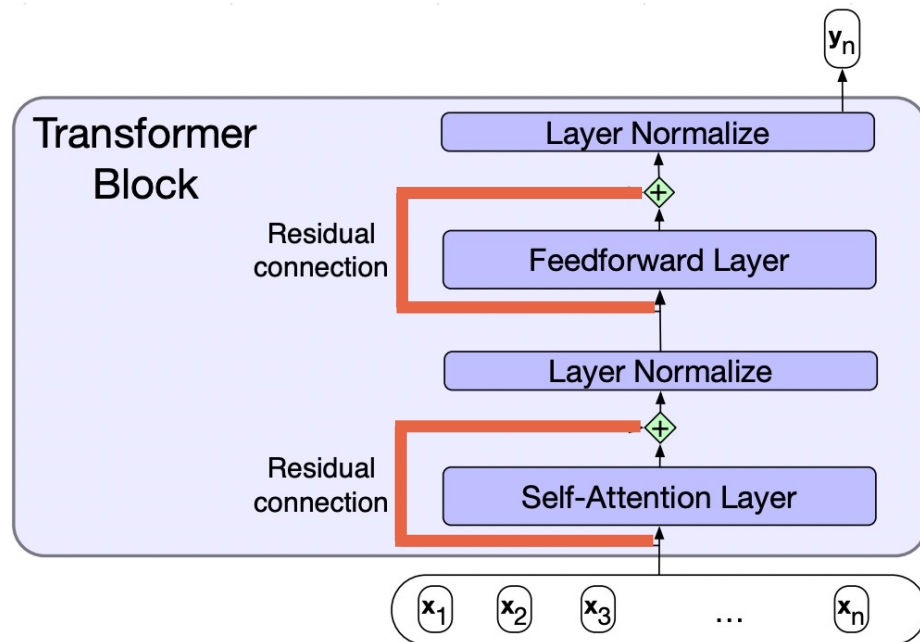 yn
Transformer
Block
Layer Normalize
+
Residual
connection
Feedforward Layer
Layer Normalize
+
Residual
connection
Self-Attention Layer
x1 x2 x3 ... xn